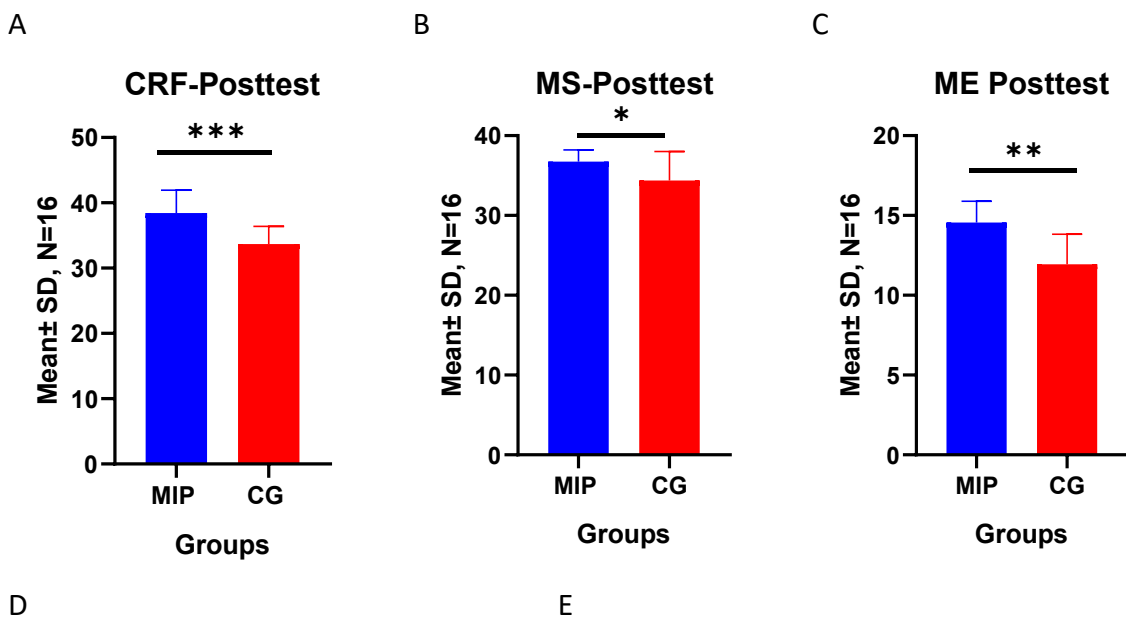 A
B
C
CRF-Posttest
***
50
40
30
20
10
0
Mean± SD, N=16
MIP
CG
Groups
MS-Posttest
*
40
30
20
10
0
Mean± SD, N=16
MIP
CG
Groups
ME Posttest
**
20
15
10
5
0
Mean± SD, N=16
MIP
CG
Groups
D
E